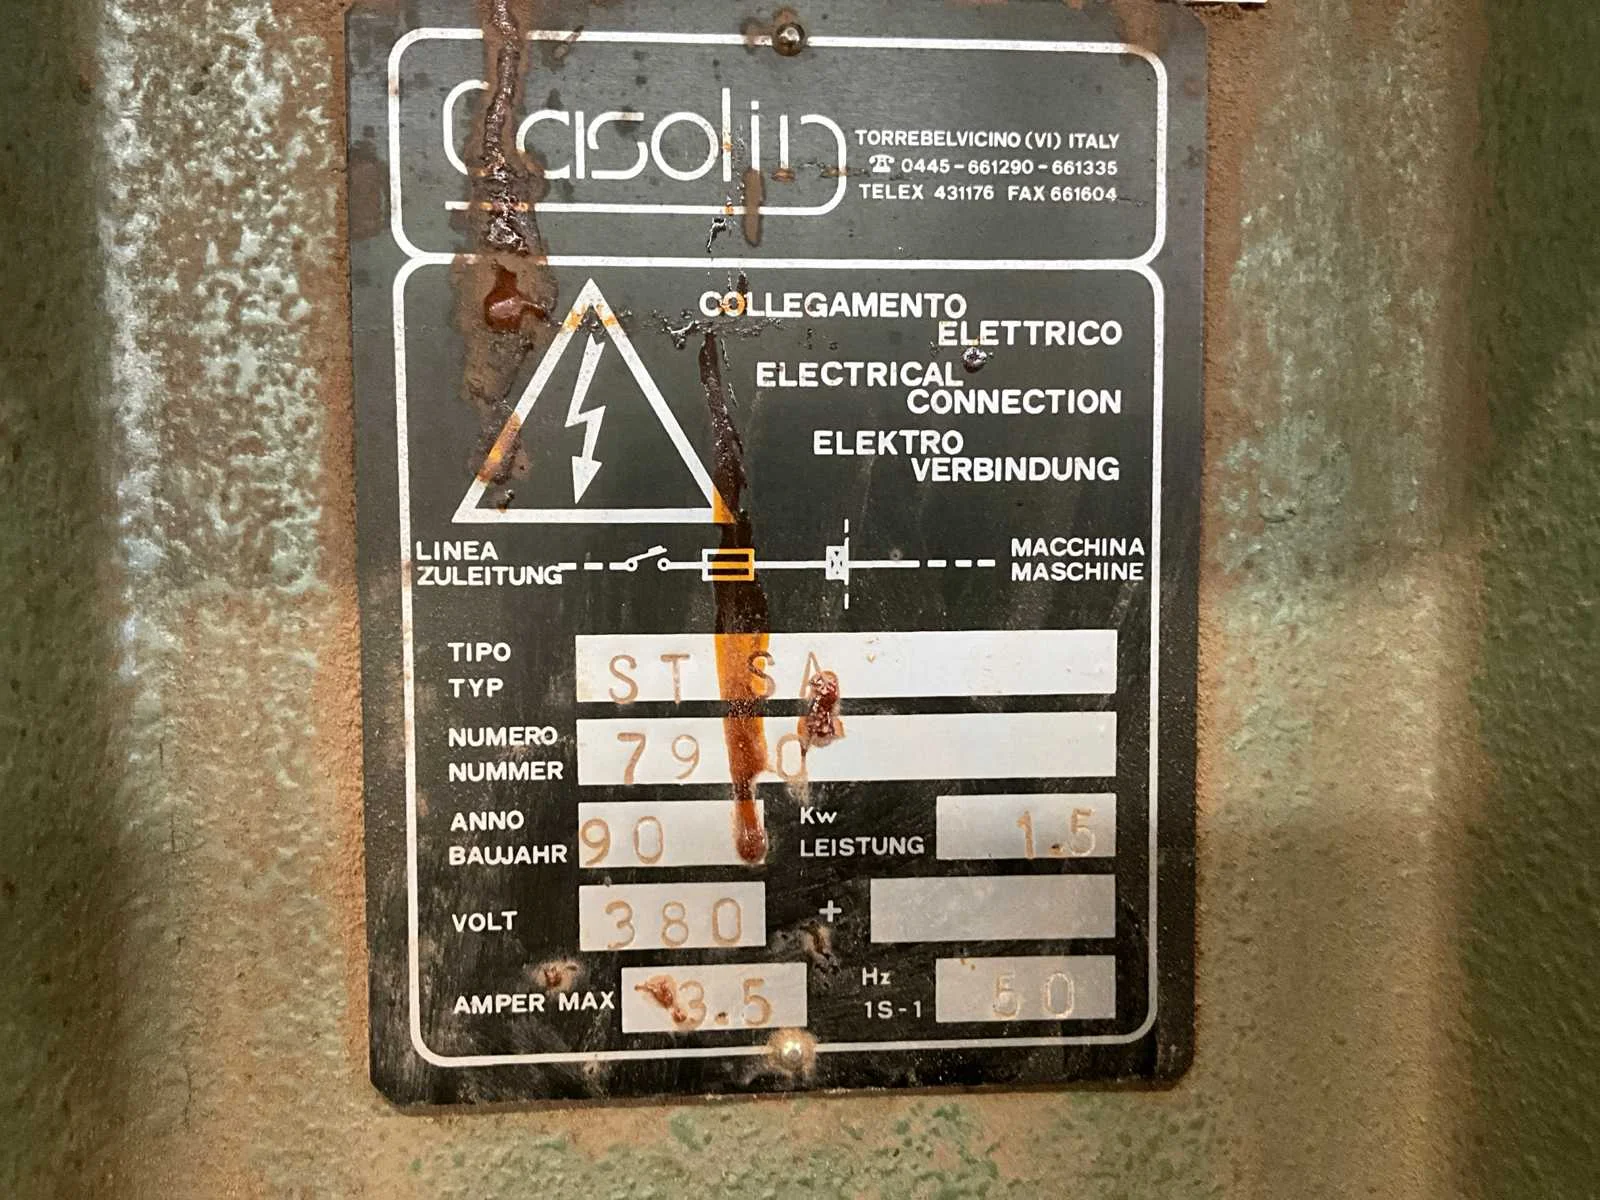 Casolin
TORREBELVICINO (VI) ITALY
☎ 0445-661290-661335
TELEX 431176 FAX 661604
COLLEGAMENTO
ELETTRICO
ELECTRICAL
CONNECTION
ELEKTRO
VERBINDUNG
LINEA
ZULEITUNG
MACCHINA
MASCHINE
TIPO
TYP
ST SA
NUMERO
NUMMER
ANNO
BAUJAHR
90
Kw
LEISTUNG
1.5
VOLT
380
+
AMPER MAX
3.5
Hz
1S-1
50